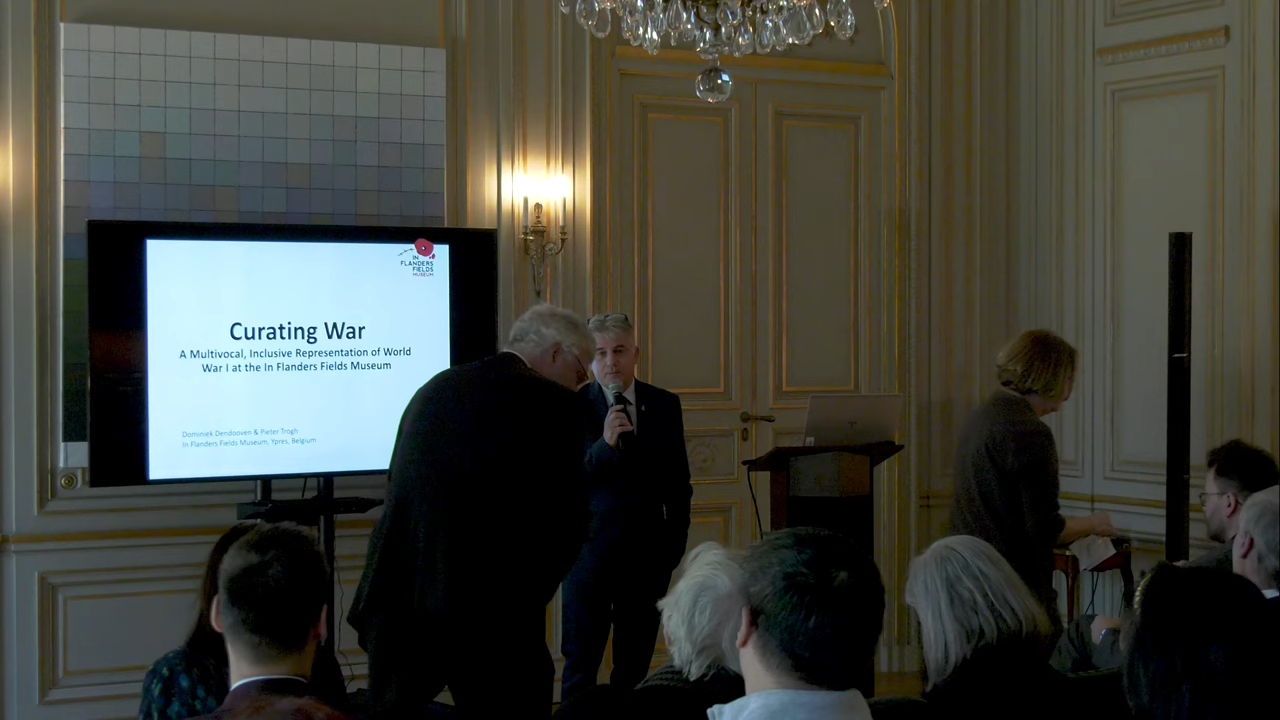 IN
FLANDERS
FIELDS
MUSEUM
Curating War
A Multivocal, Inclusive Representation of World
War I at the In Flanders Fields Museum
Dominiek Dendooven & Pieter Trogh
In Flanders Fields Museum, Ypres, Belgium